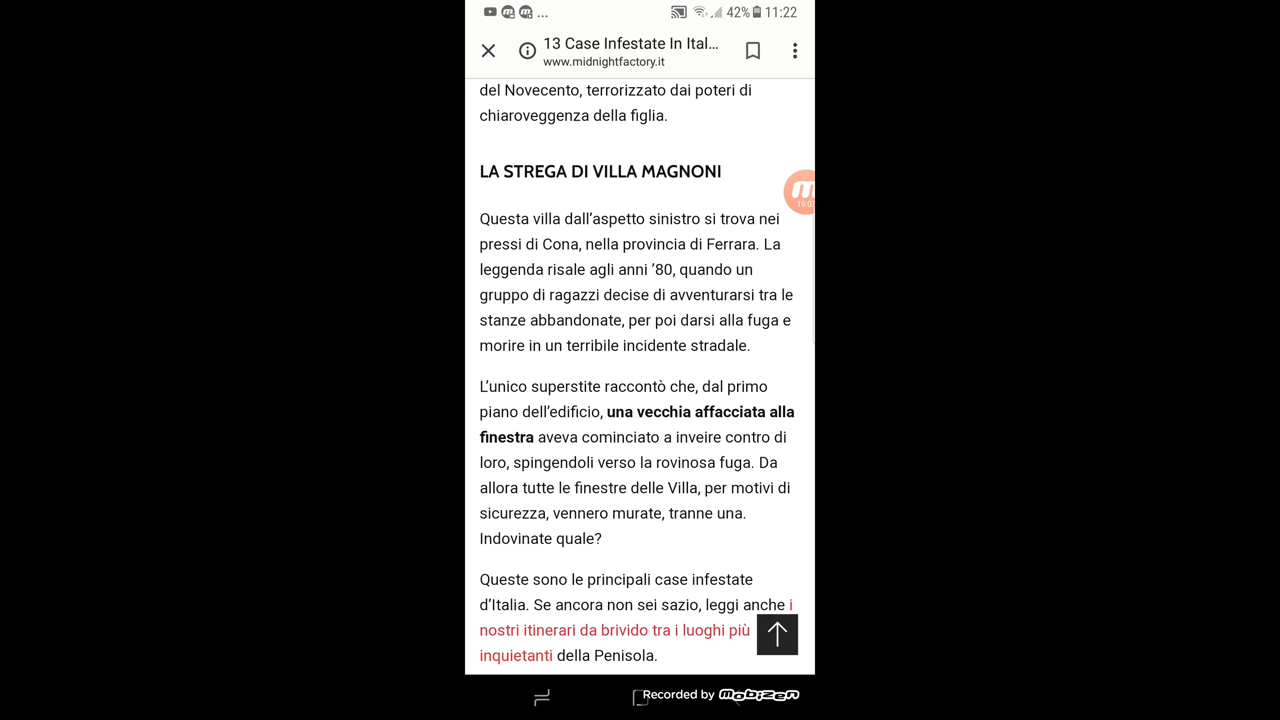 ... 42% 11:22
13 Case Infestate In Ital...
www.midnightfactory.it
del Novecento, terrorizzato dai poteri di
chiaroveggenza della figlia.
LA STREGA DI VILLA MAGNONI
19:07
Questa villa dall’aspetto sinistro si trova nei
pressi di Cona, nella provincia di Ferrara. La
leggenda risale agli anni ’80, quando un
gruppo di ragazzi decise di avventurarsi tra le
stanze abbandonate, per poi darsi alla fuga e
morire in un terribile incidente stradale.
L’unico superstite raccontò che, dal primo
piano dell’edificio, una vecchia affacciata alla
finestra aveva cominciato a inveire contro di
loro, spingendoli verso la rovinosa fuga. Da
allora tutte le finestre delle Villa, per motivi di
sicurezza, vennero murate, tranne una.
Indovinate quale?
Queste sono le principali case infestate
d’Italia. Se ancora non sei sazio, leggi anche i
nostri itinerari da brivido tra i luoghi più
inquietanti della Penisola.
Recorded by mobizen